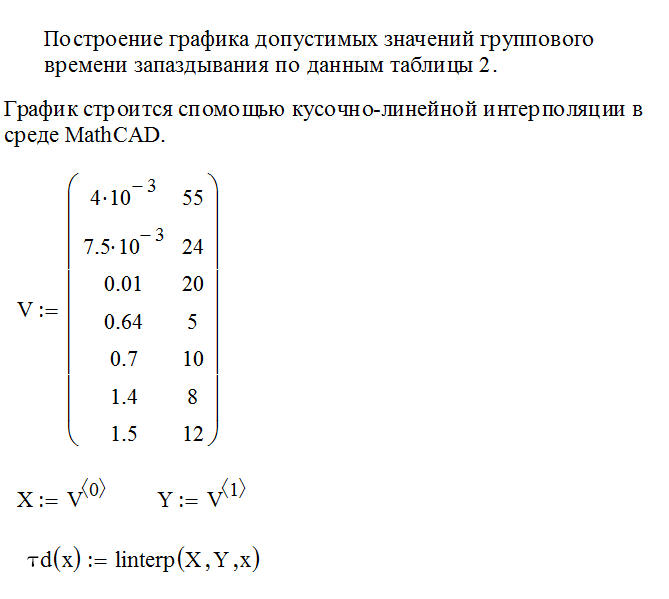 Построение графика допустимых значений группового
времени запаздывания по данным таблицы 2.
График строится спомощью кусочно-линейной интерполяции в
среде MathCAD.
4·10⁻³ 55
7.5·10⁻³ 24
0.01 20
V := 0.64 5
0.7 10
1.4 8
1.5 12
X := V⟨0⟩ Y := V⟨1⟩
τd(x) := linterp(X,Y,x)